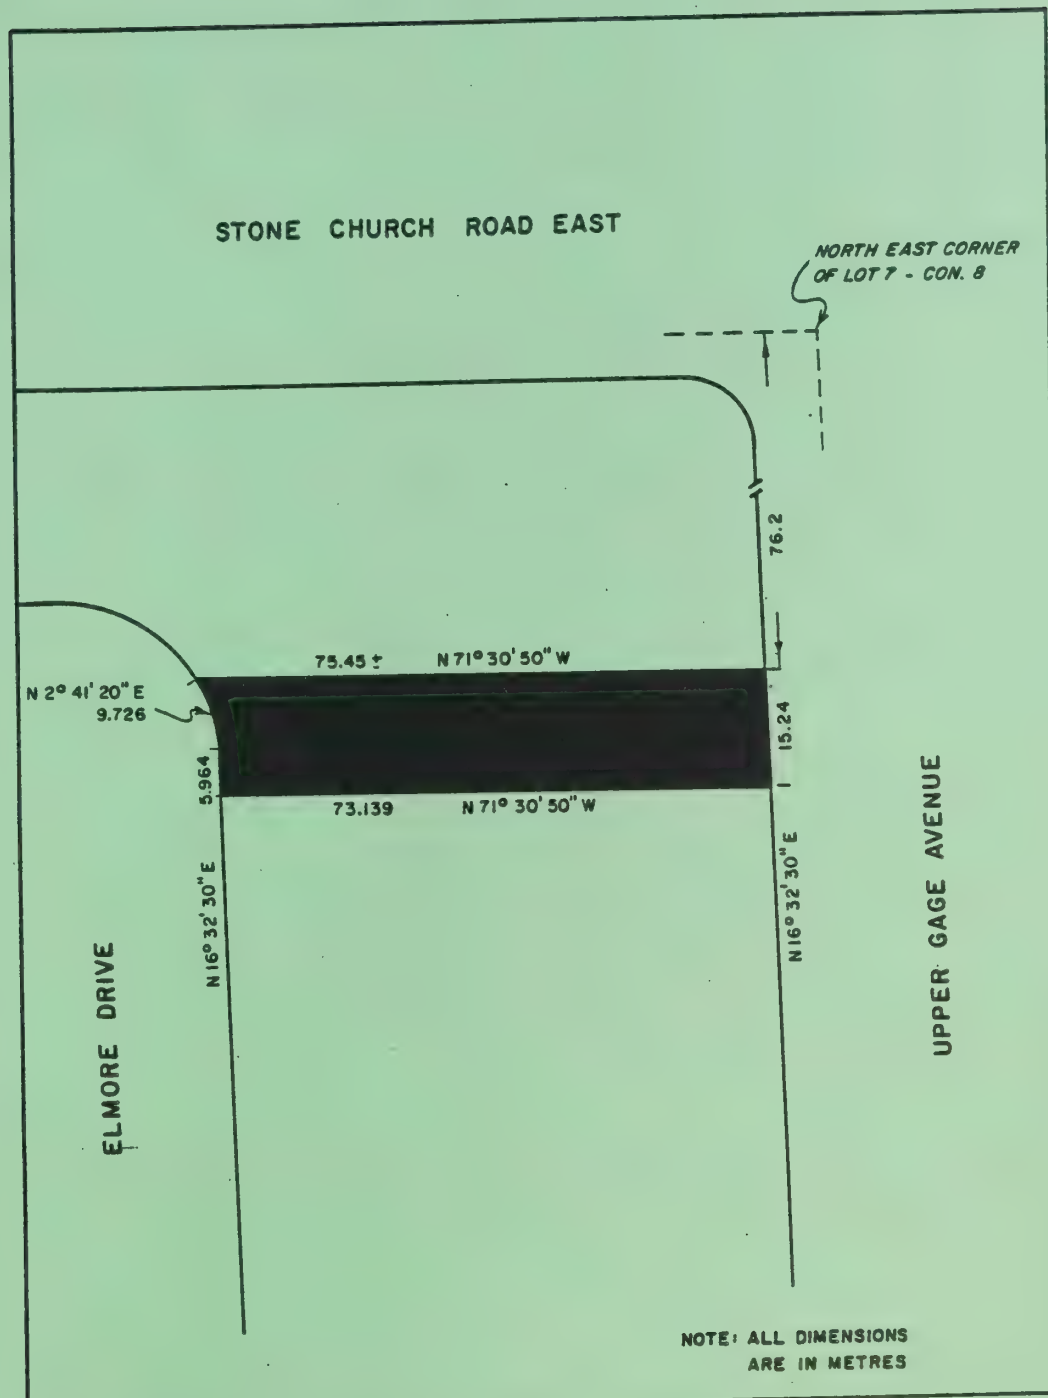 STONE CHURCH ROAD EAST
NORTH EAST CORNER
OF LOT 7 - CON. 8
76.2
75.45 ± N 71° 30' 50" W
N 2° 41' 20" E
9.726
15.24
5.964
73.139 N 71° 30' 50" W
N 16° 32' 30" E
N 16° 32' 30" E
ELMORE DRIVE
UPPER GAGE AVENUE
NOTE: ALL DIMENSIONS
ARE IN METRES